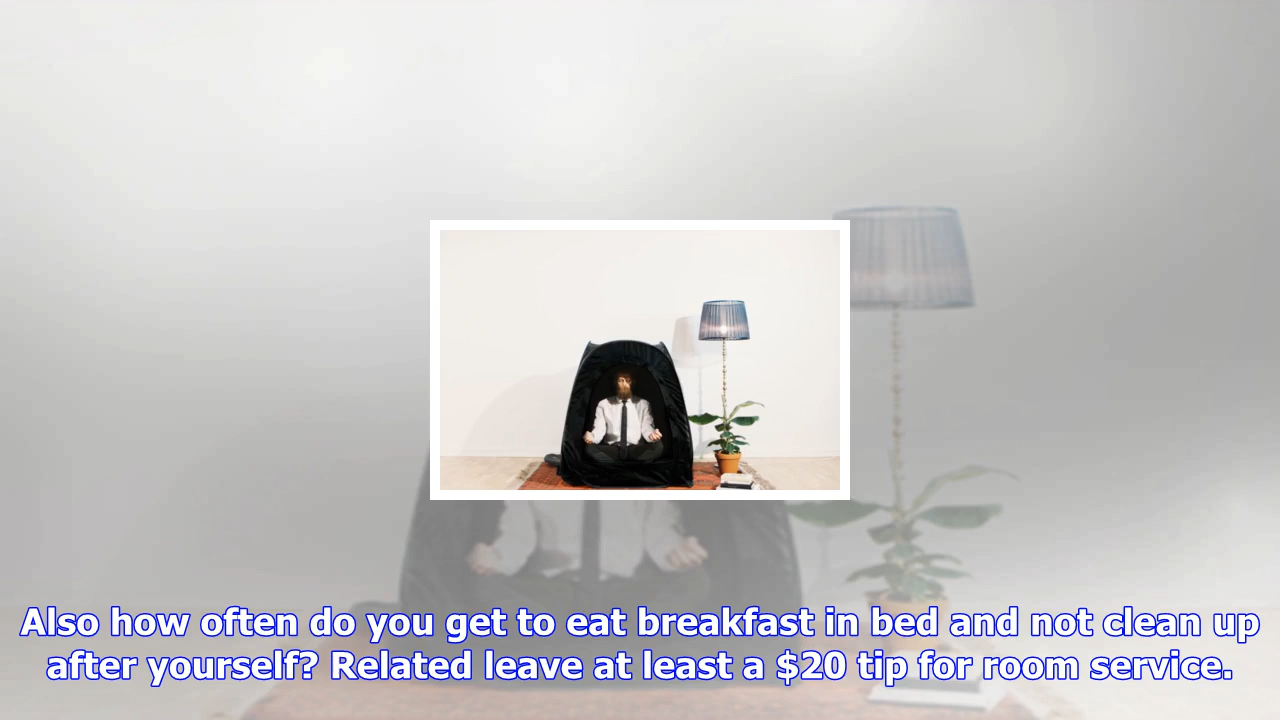 Also how often do you get to eat breakfast in bed and not clean up
after yourself? Related leave at least a $20 tip for room service.